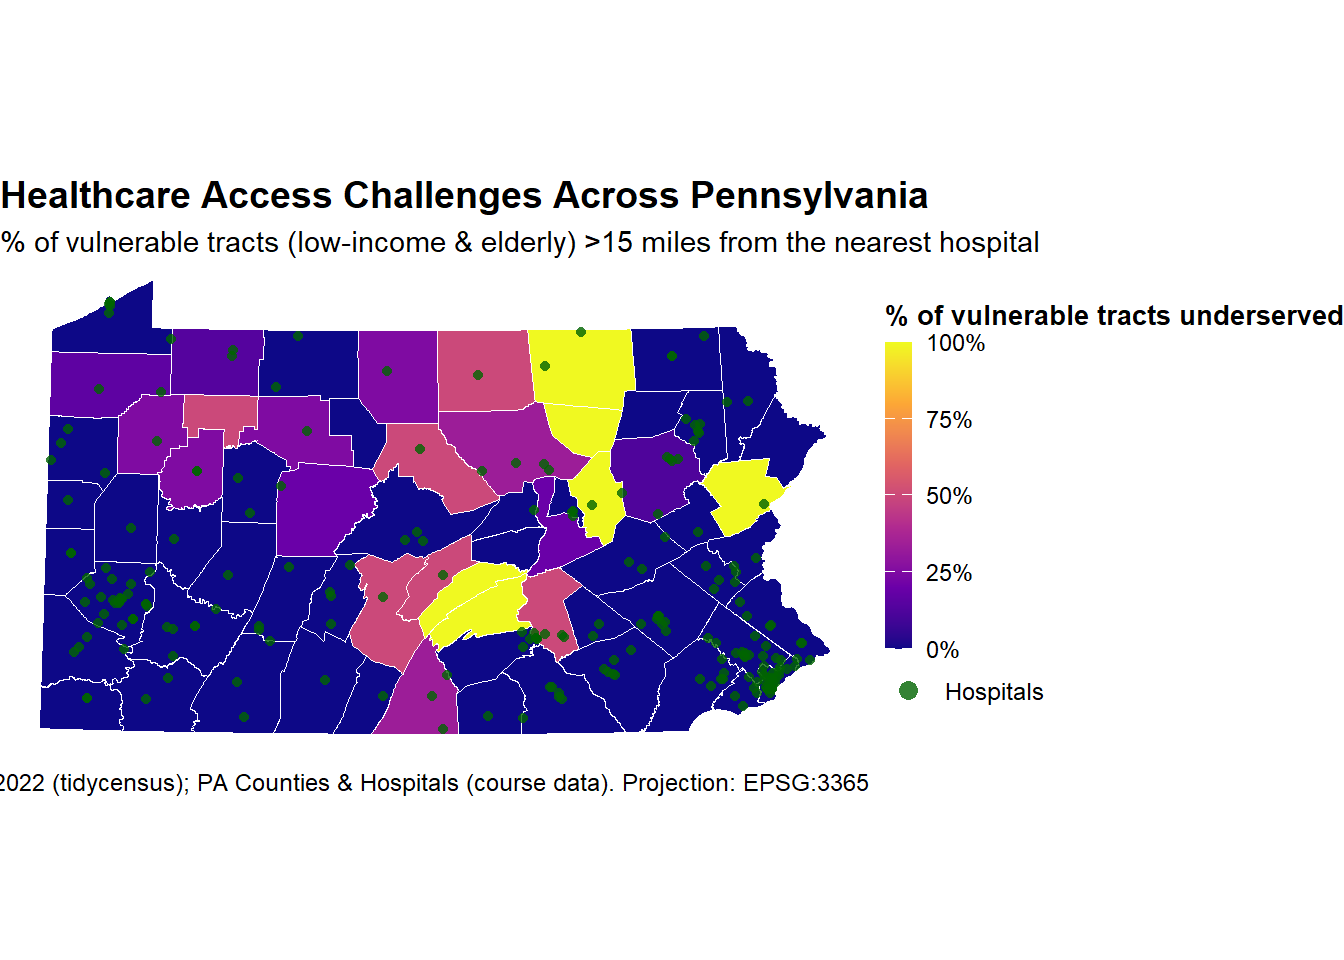 Healthcare Access Challenges Across Pennsylvania
% of vulnerable tracts (low-income & elderly) >15 miles from the nearest hospital
% of vulnerable tracts underserved
100%
75%
50%
25%
0%
Hospitals
2022 (tidycensus); PA Counties & Hospitals (course data). Projection: EPSG:3365